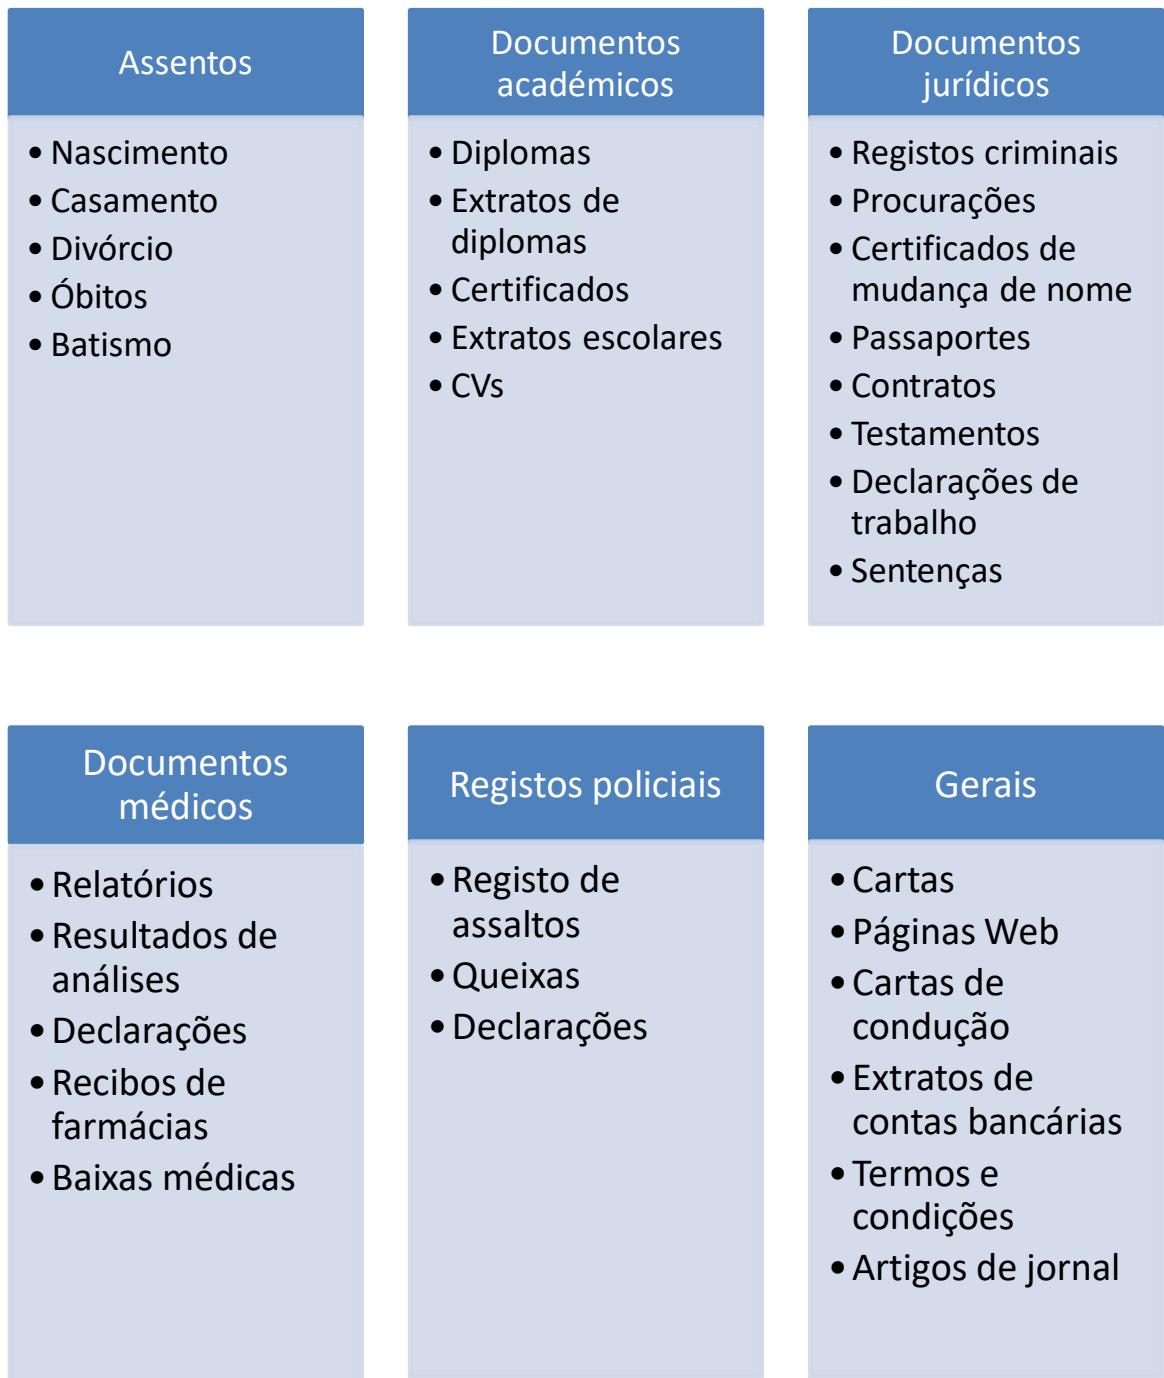 Assentos
• Nascimento
• Casamento
• Divórcio
• Óbitos
• Batismo
Documentos
académicos
• Diplomas
• Extratos de
diplomas
• Certificados
• Extratos escolares
• CVs
Documentos
jurídicos
• Registos criminais
• Procurações
• Certificados de
mudança de nome
• Passaportes
• Contratos
• Testamentos
• Declarações de
trabalho
• Sentenças
Documentos
médicos
• Relatórios
• Resultados de
análises
• Declarações
• Recibos de
farmácias
• Baixas médicas
Registos policiais
• Registo de
assaltos
• Queixas
• Declarações
Gerais
• Cartas
• Páginas Web
• Cartas de
condução
• Extratos de
contas bancárias
• Termos e
condições
• Artigos de jornal